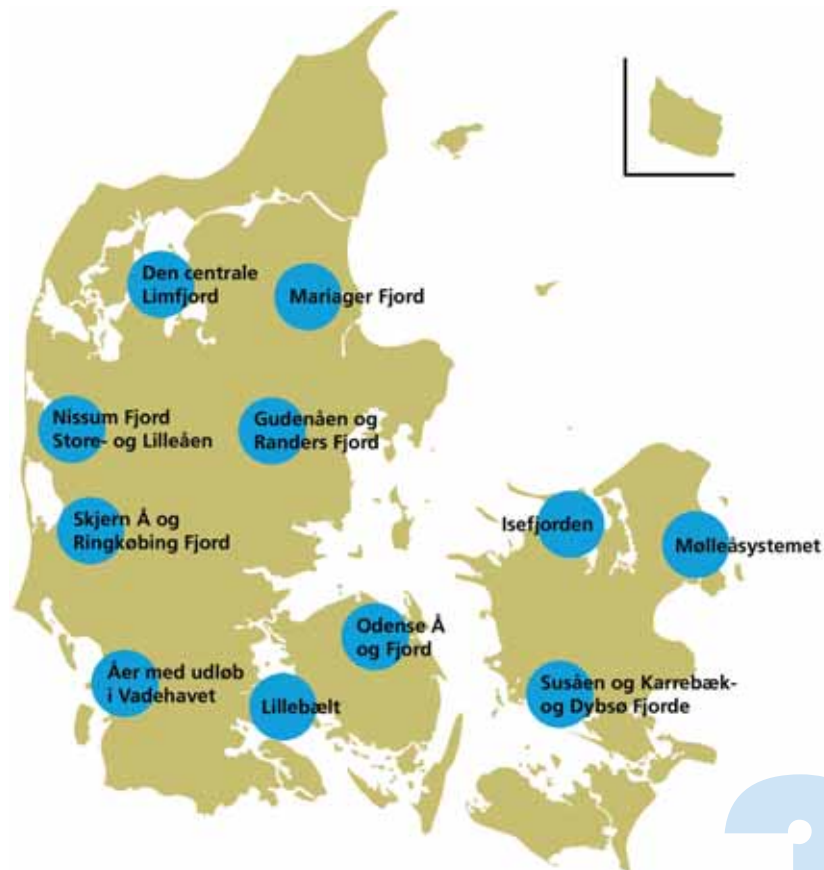 Den centrale
Limfjord
Mariager Fjord
Nissum Fjord
Store- og Lilleåen
Gudenåen og
Randers Fjord
Skjern Å og
Ringkøbing Fjord
Isefjorden
Mølleåsystemet
Odense Å
og Fjord
Åer med udløb
i Vadehavet
Lillebælt
Susåen og Karrebæk-
og Dybsø Fjorde